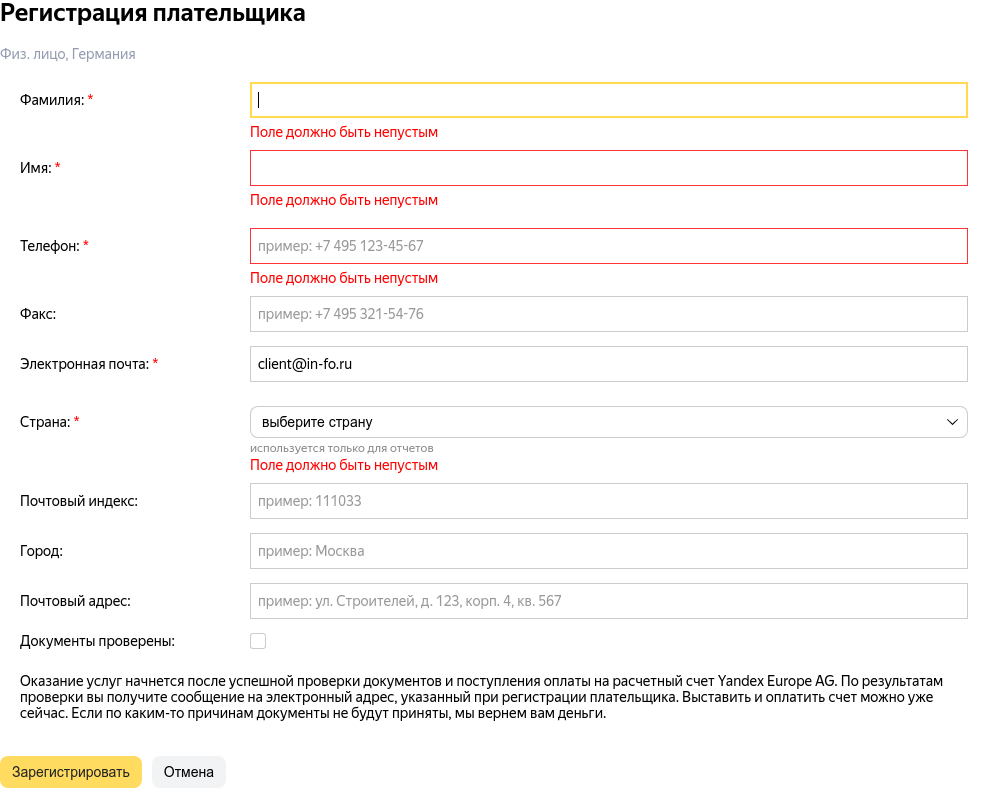 Регистрация плательщика
Физ. лицо, Германия
Фамилия: *
Поле должно быть непустым
Имя: *
Поле должно быть непустым
Телефон: * пример: +7 495 123-45-67
Поле должно быть непустым
Факс: пример: +7 495 321-54-76
Электронная почта: * client@in-fo.ru
Страна: * выберите страну
используется только для отчетов
Поле должно быть непустым
Почтовый индекс: пример: 111033
Город: пример: Москва
Почтовый адрес: пример: ул. Строителей, д. 123, корп. 4, кв. 567
Документы проверены:
Оказание услуг начнется после успешной проверки документов и поступления оплаты на расчетный счет Yandex Europe AG. По результатам
проверки вы получите сообщение на электронный адрес, указанный при регистрации плательщика. Выставить и оплатить счет можно уже
сейчас. Если по каким-то причинам документы не будут приняты, мы вернем вам деньги.
Зарегистрировать Отмена